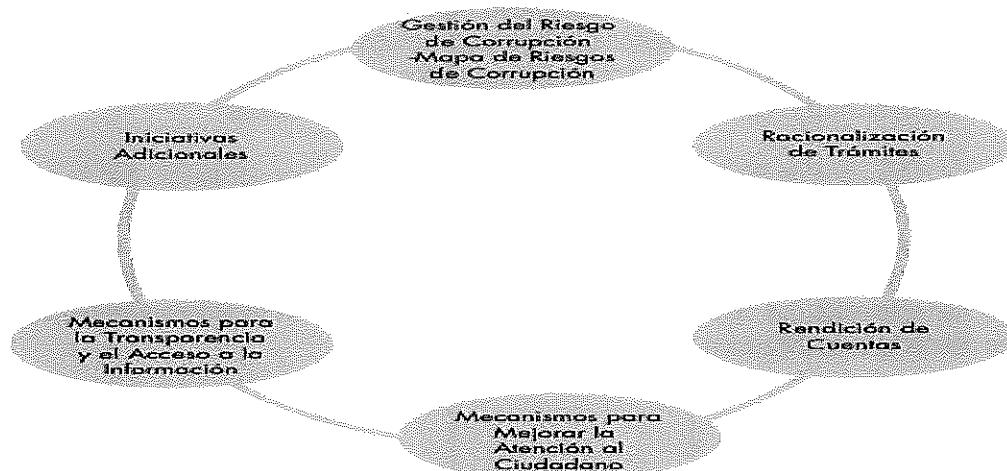 Gestión del Riesgo
de Corrupción
-Mapa de Riesgos
de Corrupción
Racionalización
de Trámites
Rendición de
Cuentas
Mecanismos para
Mejorar la
Atención al
Ciudadano
Mecanismos para
la Transparencia
y el Acceso a la
Información
Iniciativas
Adicionales